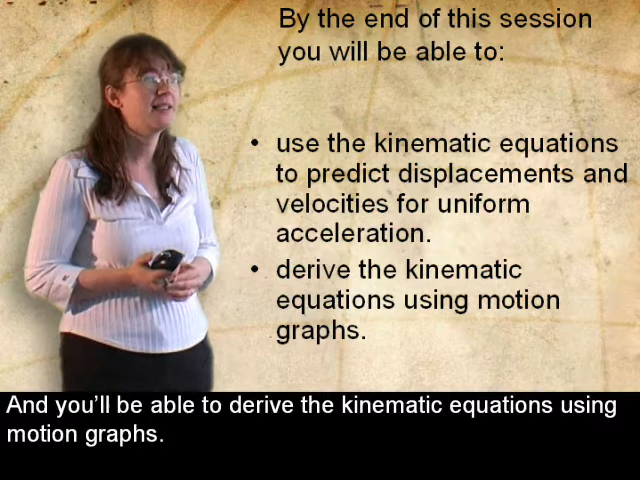 By the end of this session
you will be able to:
• use the kinematic equations
to predict displacements and
velocities for uniform
acceleration.
• derive the kinematic
equations using motion
graphs.
And you'll be able to derive the kinematic equations using
motion graphs.